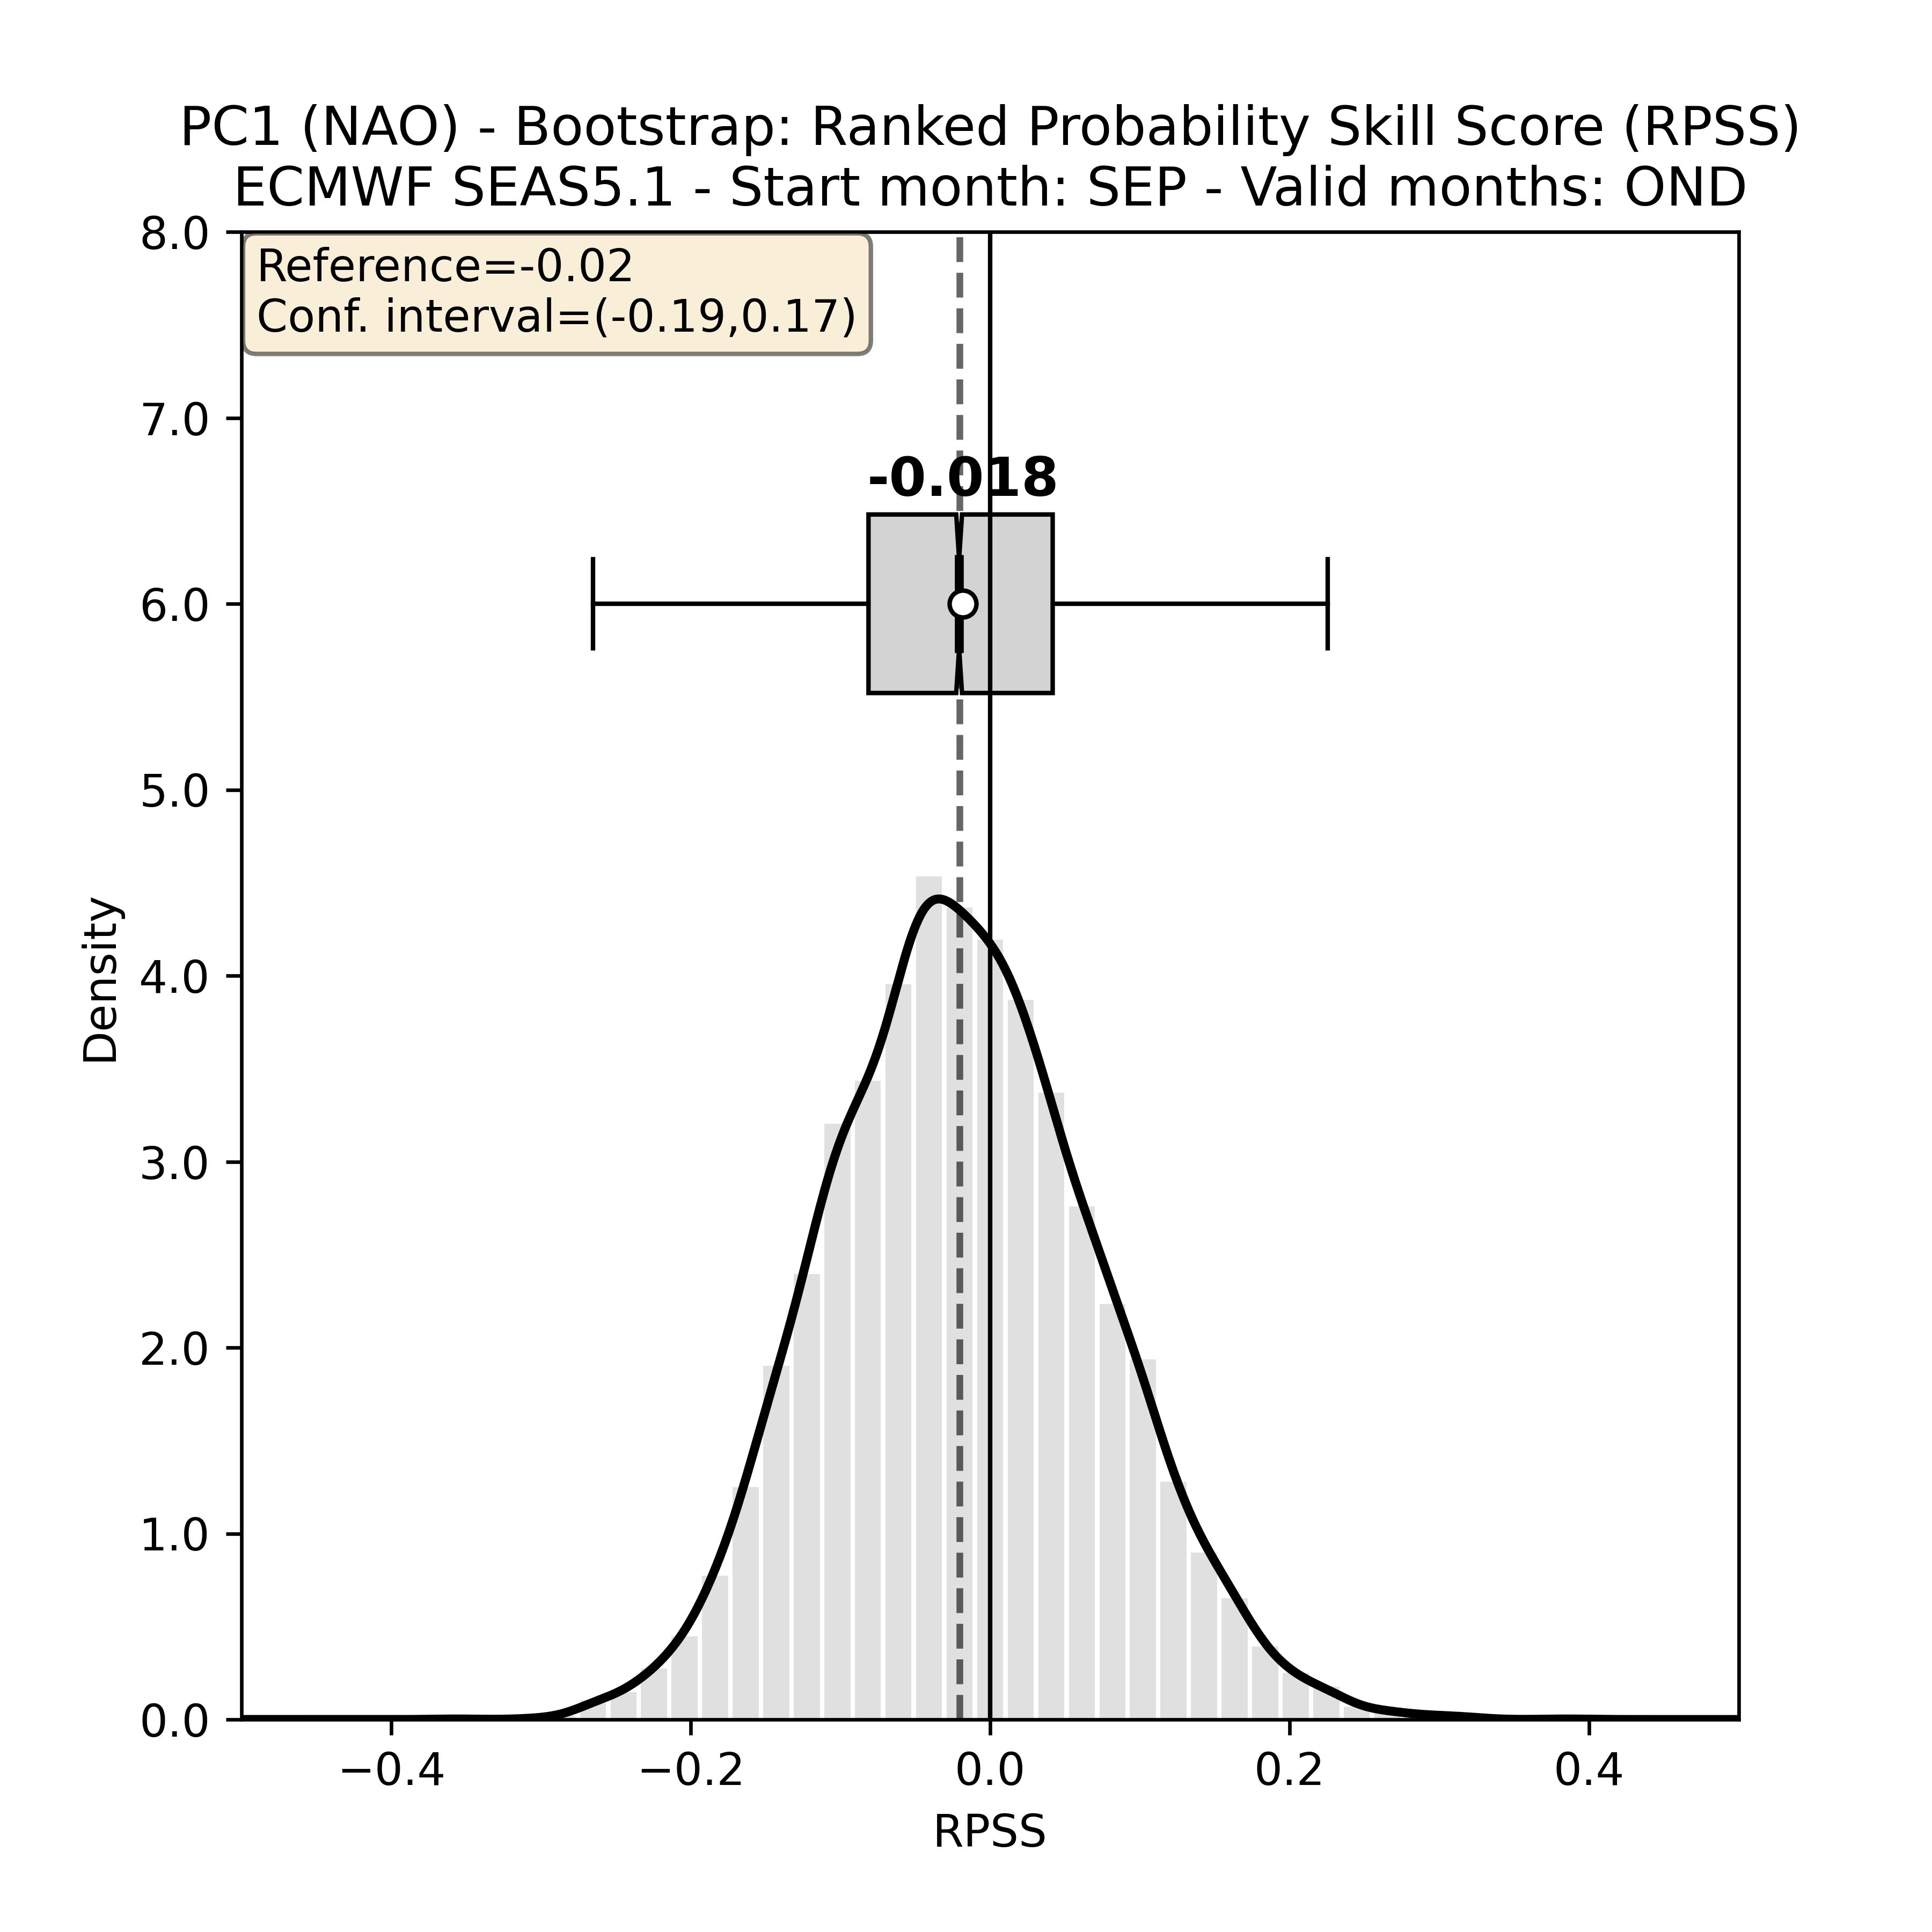 PC1 (NAO) - Bootstrap: Ranked Probability Skill Score (RPSS)
ECMWF SEAS5.1 - Start month: SEP - Valid months: OND
8.0
Reference=-0.02
Conf. interval=(-0.19,0.17)
7.0
-0.018
6.0
5.0
4.0
3.0
2.0
1.0
0.0
Density
−0.4
−0.2
0.0
0.2
0.4
RPSS